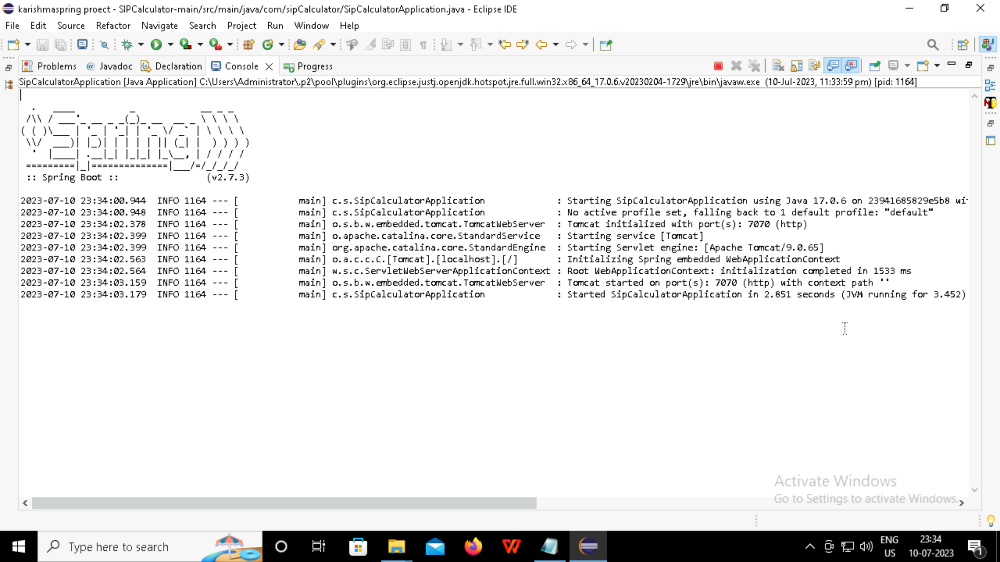 karishmaspring proect - SIPCalculator-main/src/main/java/com/sipCalculator/SipCalculatorApplication.java - Eclipse IDE
File Edit Source Refactor Navigate Search Project Run Window Help
Problems @ Javadoc Declaration Console Progress
SipCalculatorApplication [Java Application] C:\Users\Administrator\.p2\pool\plugins\org.eclipse.justj.openjdk.hotspot.jre.full.win32.x86_64_17.0.6.v20230204-1729\jre\bin\javaw.exe (10-Jul-2023, 11:33:59 pm) [pid: 1164]
Spring
:: Spring Boot :: (v2.7.3)
2023-07-10 23:34:00.944 INFO 1164 --- [ main] c.s.SipCalculatorApplication : Starting SipCalculatorApplication using Java 17.0.6 on 23941685829e5b8 wi
2023-07-10 23:34:00.948 INFO 1164 --- [ main] c.s.SipCalculatorApplication : No active profile set, falling back to 1 default profile: "default"
2023-07-10 23:34:02.378 INFO 1164 --- [ main] o.s.b.w.embedded.tomcat.TomcatWebServer : Tomcat initialized with port(s): 7070 (http)
2023-07-10 23:34:02.399 INFO 1164 --- [ main] o.apache.catalina.core.StandardService : Starting service [Tomcat]
2023-07-10 23:34:02.399 INFO 1164 --- [ main] org.apache.catalina.core.StandardEngine : Starting Servlet engine: [Apache Tomcat/9.0.65]
2023-07-10 23:34:02.563 INFO 1164 --- [ main] o.a.c.c.C.[Tomcat].[localhost].[/] : Initializing Spring embedded WebApplicationContext
2023-07-10 23:34:02.564 INFO 1164 --- [ main] w.s.c.ServletWebServerApplicationContext : Root WebApplicationContext: initialization completed in 1533 ms
2023-07-10 23:34:03.159 INFO 1164 --- [ main] o.s.b.w.embedded.tomcat.TomcatWebServer : Tomcat started on port(s): 7070 (http) with context path ''
2023-07-10 23:34:03.179 INFO 1164 --- [ main] c.s.SipCalculatorApplication : Started SipCalculatorApplication in 2.851 seconds (JVM running for 3.452)
Activate Windows
Go to Settings to activate Windows.
Type here to search
ENG
US
23:34
10-07-2023
1